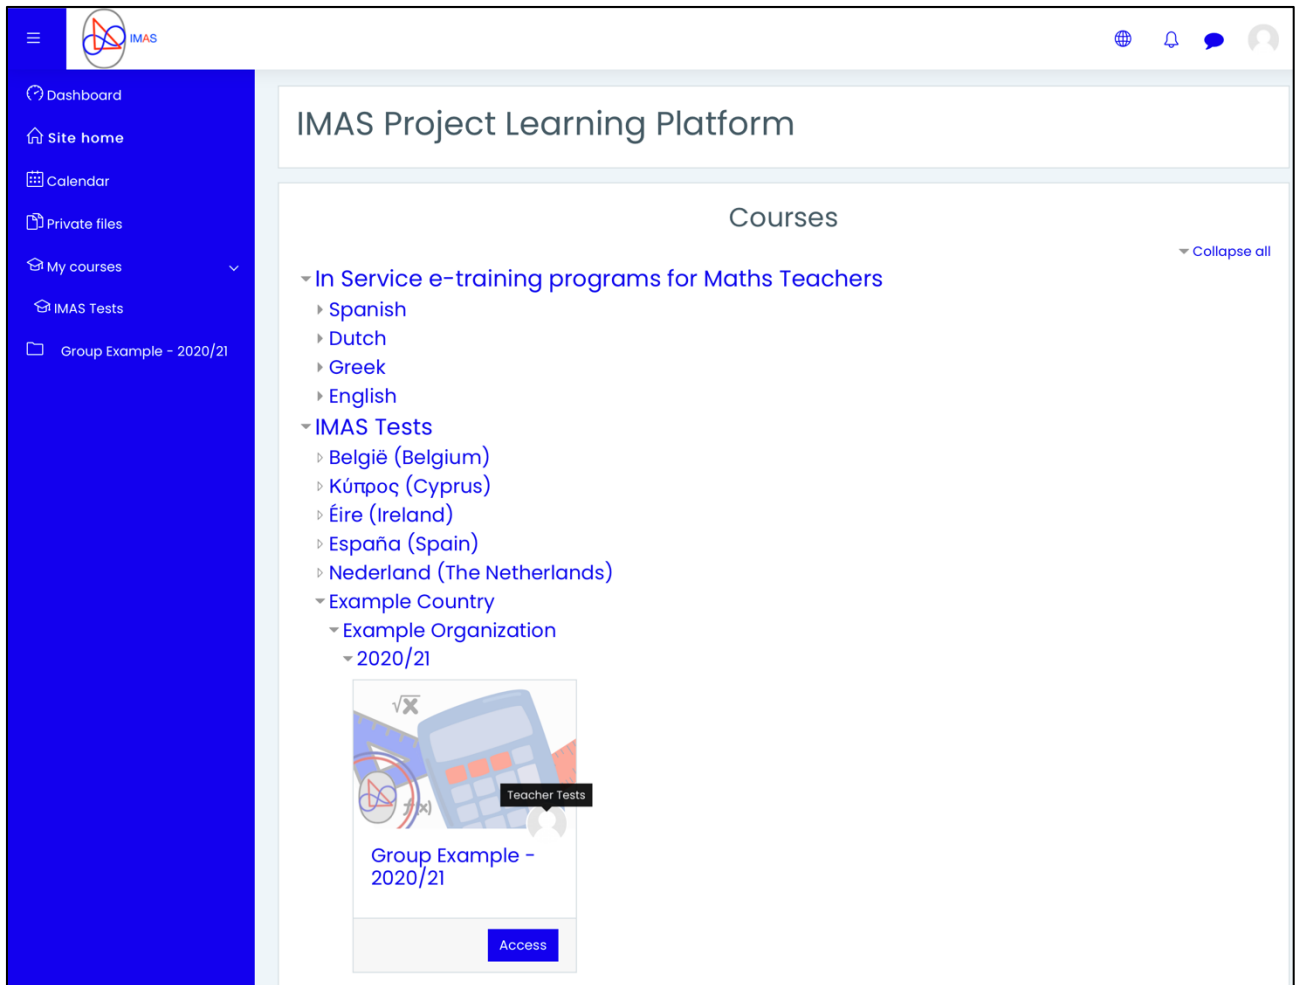 IMAS
Dashboard
Site home
Calendar
Private files
My courses
IMAS Tests
Group Example - 2020/21
IMAS Project Learning Platform
Courses
Collapse all
In Service e-training programs for Maths Teachers
Spanish
Dutch
Greek
English
IMAS Tests
België (Belgium)
Κύπρος (Cyprus)
Éire (Ireland)
España (Spain)
Nederland (The Netherlands)
Example Country
Example Organization
2020/21
√x
f(x)
Teacher Tests
Group Example -
2020/21
Access